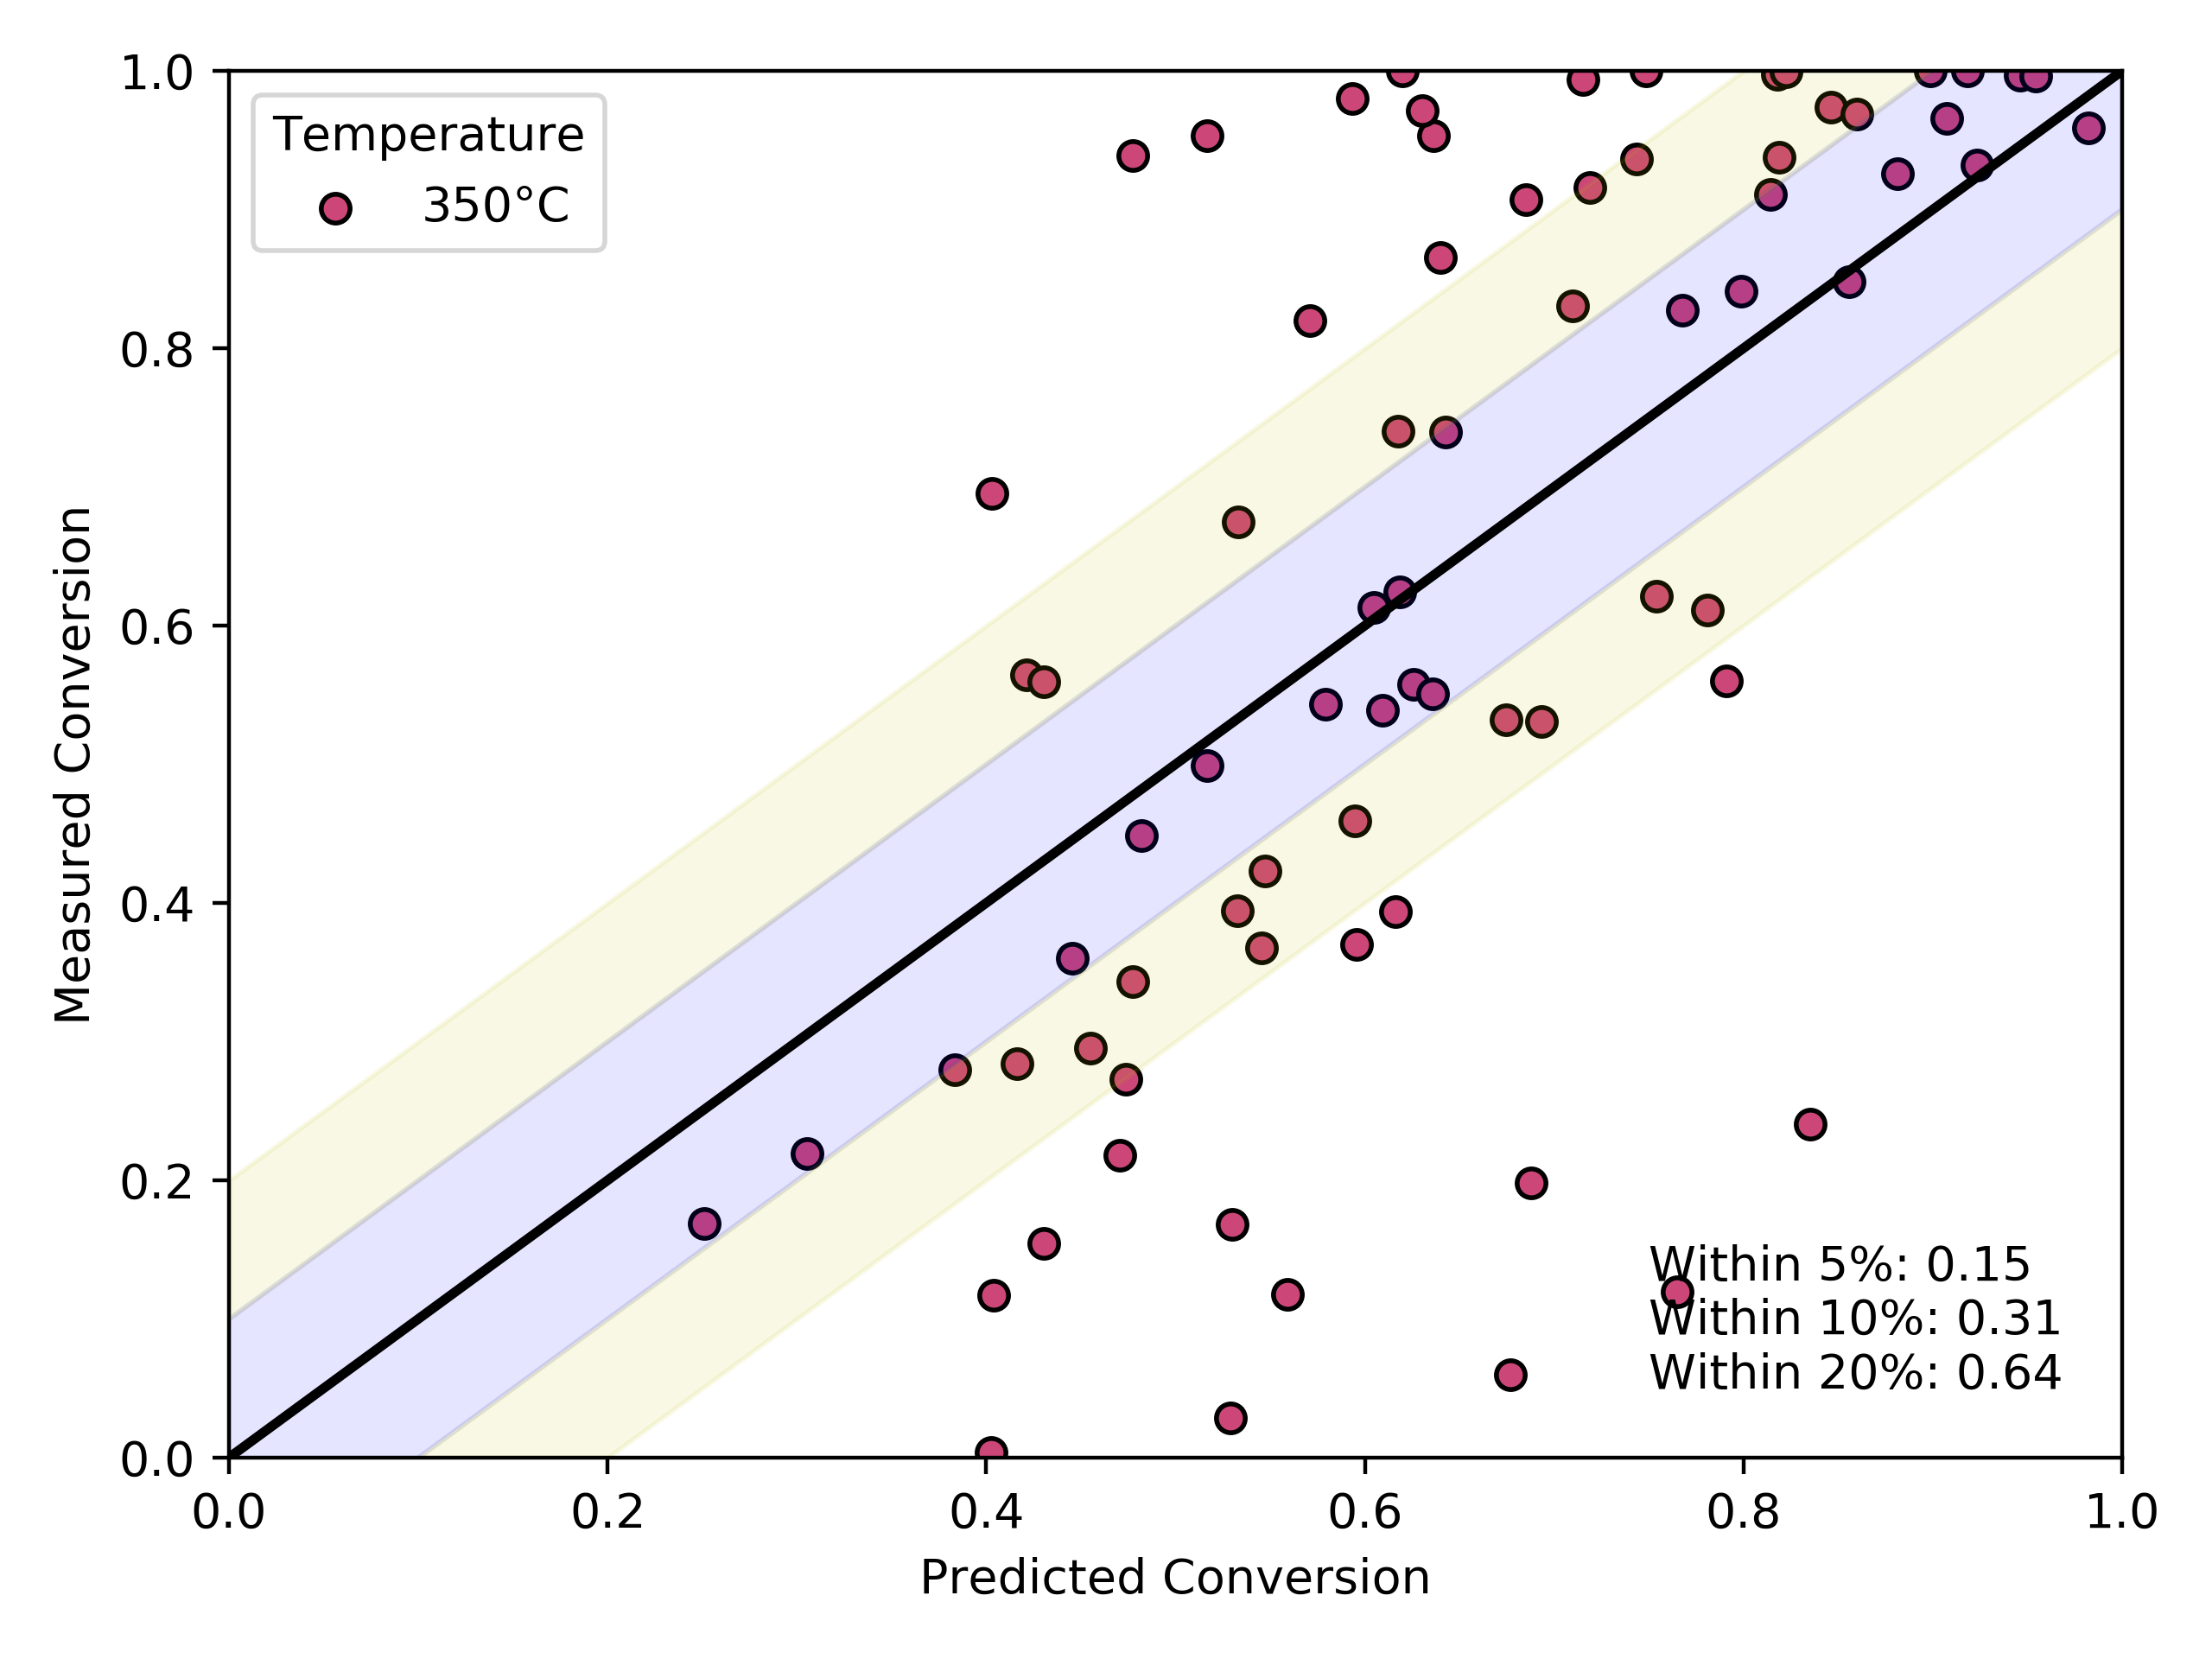 1.0
0.8
0.6
0.4
0.2
0.0
Measured Conversion
Temperature
350°C
Within 5%: 0.15
Within 10%: 0.31
Within 20%: 0.64
0.0 0.2 0.4 0.6 0.8 1.0
Predicted Conversion